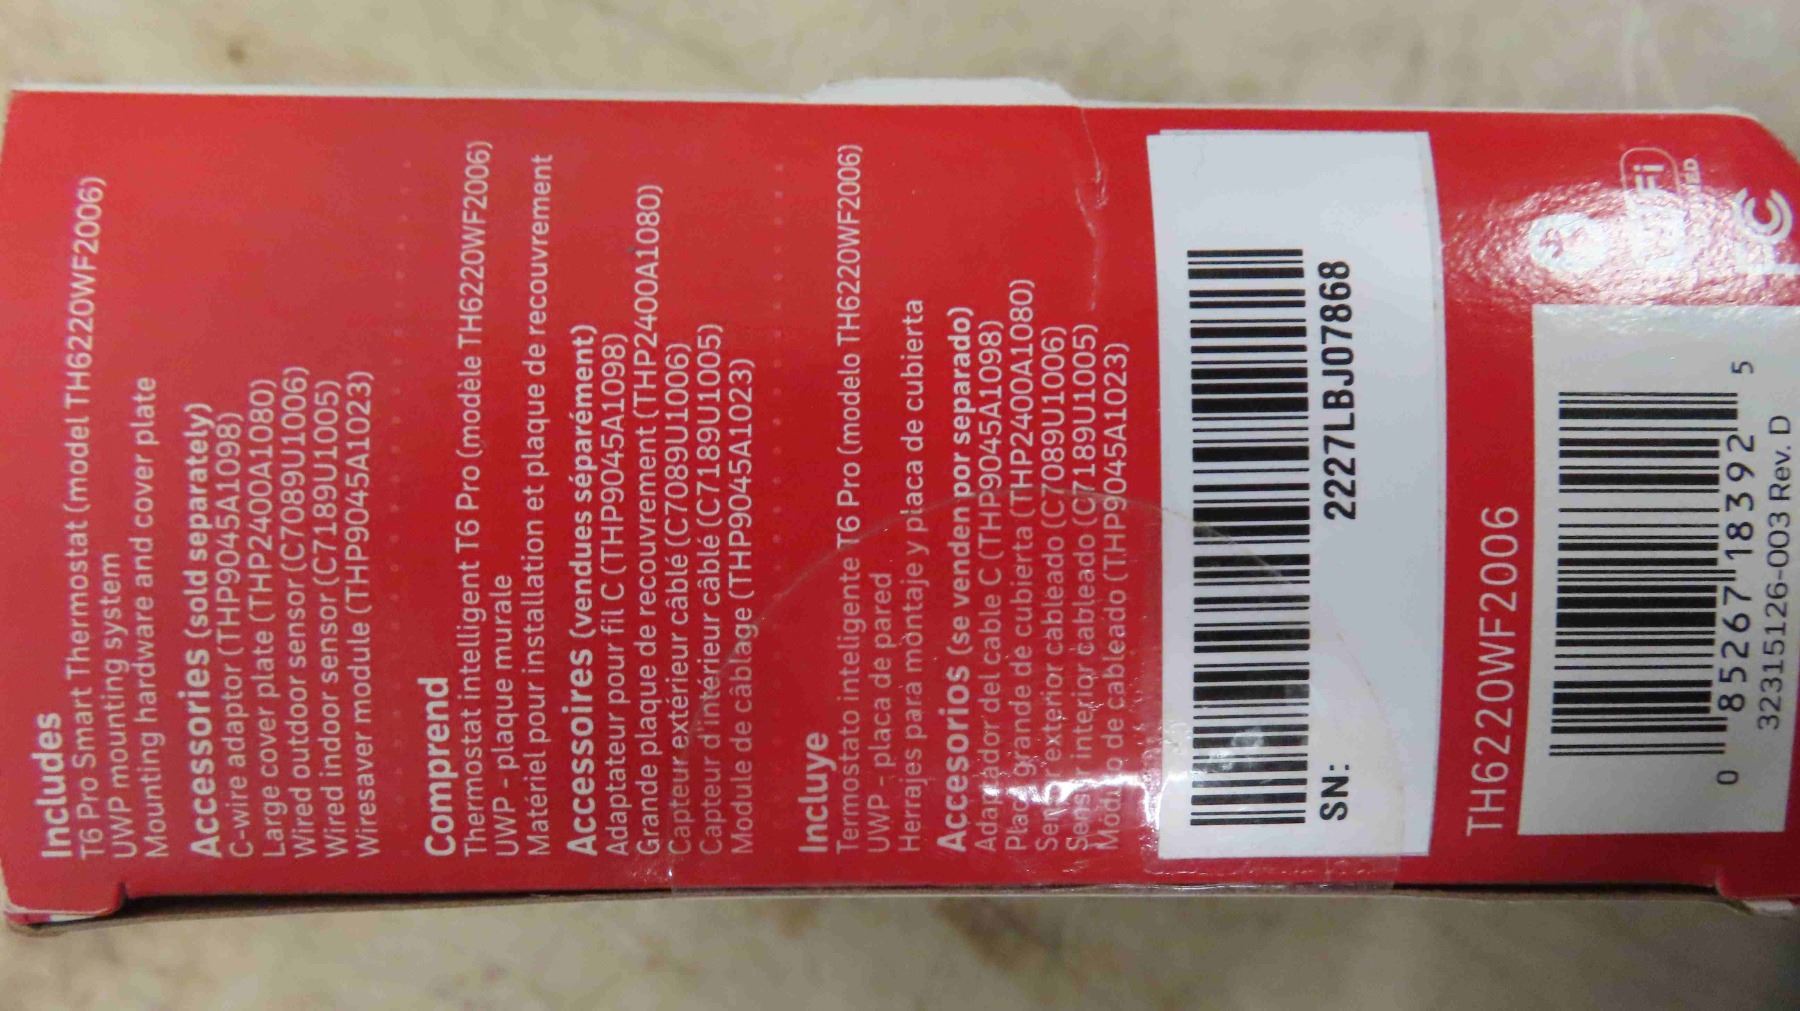 Includes
T6 Pro Smart Thermostat (model TH6220WF2006)
UWP mounting system
Mounting hardware and cover plate
Accessories (sold separately)
C-wire adaptor (THP9045A1098)
Large cover plate (THP2400A1080)
Wired outdoor sensor (C7089U1006)
Wired indoor sensor (C7189U1005)
Wiresaver module (THP9045A1023)
Comprend
Thermostat intelligent T6 Pro (modèle TH6220WF2006)
UWP - plaque murale
Matériel pour installation et plaque de recouvrement
Accessoires (vendues séparément)
Adaptateur pour fil C (THP9045A1098)
Grande plaque de recouvrement (THP2400A1080)
Capteur extérieur câblé (C7089U1006)
Capteur d'intérieur câblé (C7189U1005)
Module de câblage (THP9045A1023)
Incluye
Termostato inteligente T6 Pro (modelo TH6220WF2006)
UWP - placa de pared
Herrajes para montaje y placa de cubierta
Accesorios (se venden por separado)
Adaptador del cable C (THP9045A1098)
Placa grande de cubierta (THP2400A1080)
Sensor exterior cableado (C7089U1006)
Sensor interior cableado (C7189U1005)
Modulo de cableado (THP9045A1023)
SN: 2227LBJ07868
TH6220WF2006
0 85267 18392 5
32315126-003 Rev. D
Fi
FC